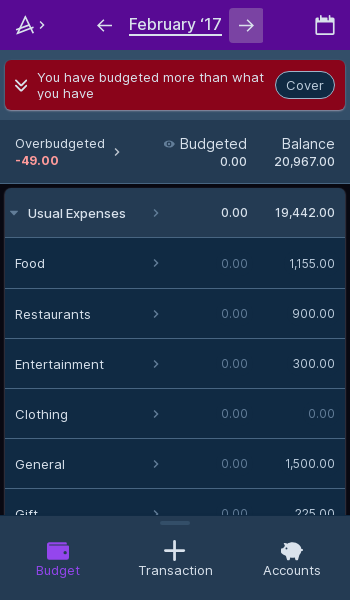 February ‘17
You have budgeted more than what
you have
Cover
Overbudgeted
-49.00
Budgeted
0.00
Balance
20,967.00
Usual Expenses 0.00 19,442.00
Food 0.00 1,155.00
Restaurants 0.00 900.00
Entertainment 0.00 300.00
Clothing 0.00 0.00
General 0.00 1,500.00
Gift 0.00 225.00
Budget Transaction Accounts